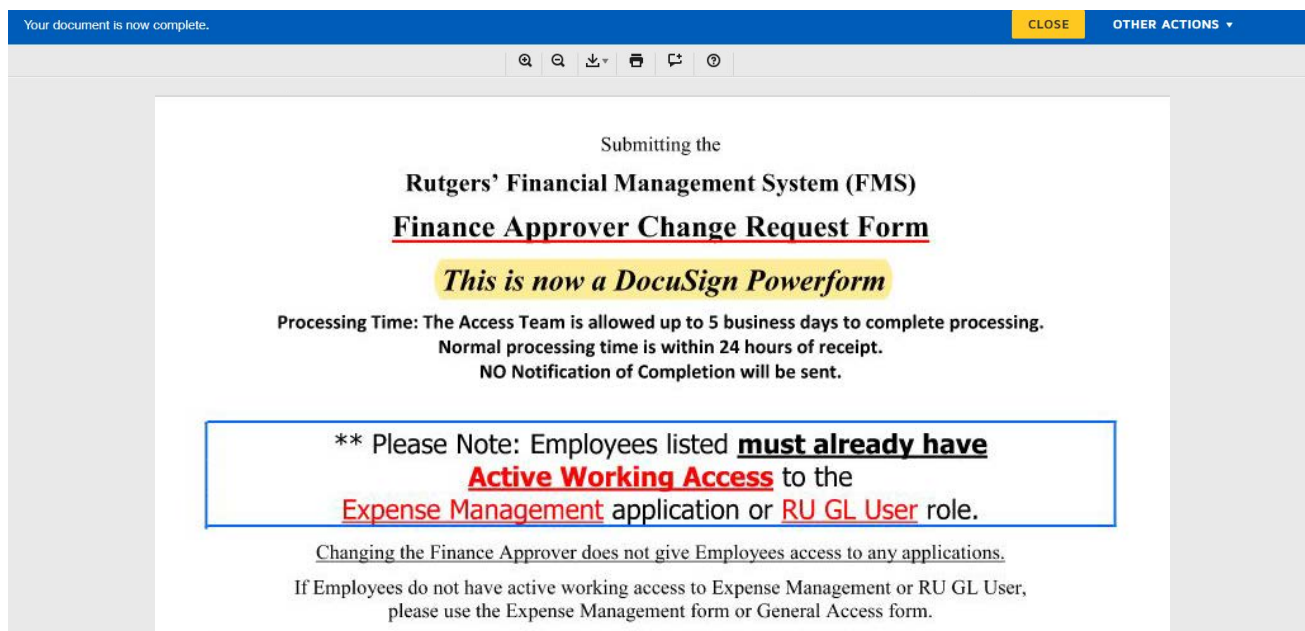 Your document is now complete.
CLOSE
OTHER ACTIONS
Submitting the
Rutgers’ Financial Management System (FMS)
Finance Approver Change Request Form
This is now a DocuSign Powerform
Processing Time: The Access Team is allowed up to 5 business days to complete processing.
Normal processing time is within 24 hours of receipt.
NO Notification of Completion will be sent.
** Please Note: Employees listed must already have
Active Working Access to the
Expense Management application or RU GL User role.
Changing the Finance Approver does not give Employees access to any applications.
If Employees do not have active working access to Expense Management or RU GL User,
please use the Expense Management form or General Access form.